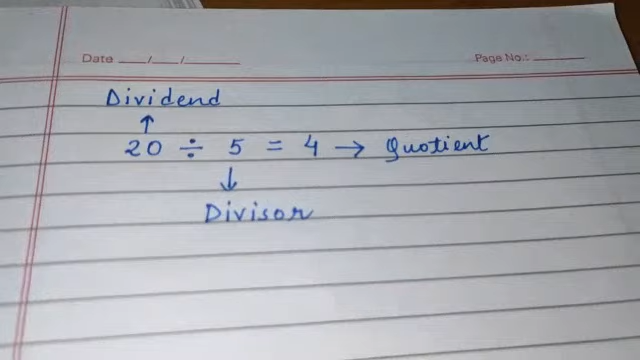 Date ___/___/______ Page No.: ______
Dividend
↑
20 ÷ 5 = 4 → Quotient
↓
Divisor